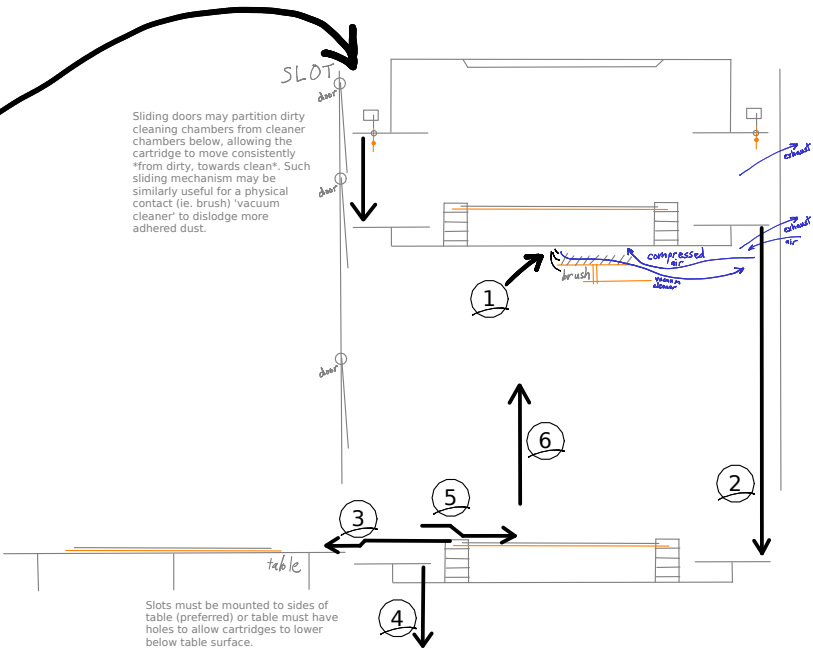 SLOT
door
Sliding doors may partition dirty
cleaning chambers from cleaner
chambers below, allowing the
cartridge to move consistently
*from dirty, towards clean*. Such
sliding mechanism may be
similarly useful for a physical
contact (ie. brush) 'vacuum
cleaner' to dislodge more
adhered dust.
door
door
exhaust
exhaust
air
compressed
air
brush
vacuum
cleaner
1
2
3
4
5
6
table
Slots must be mounted to sides of
table (preferred) or table must have
holes to allow cartridges to lower
below table surface.